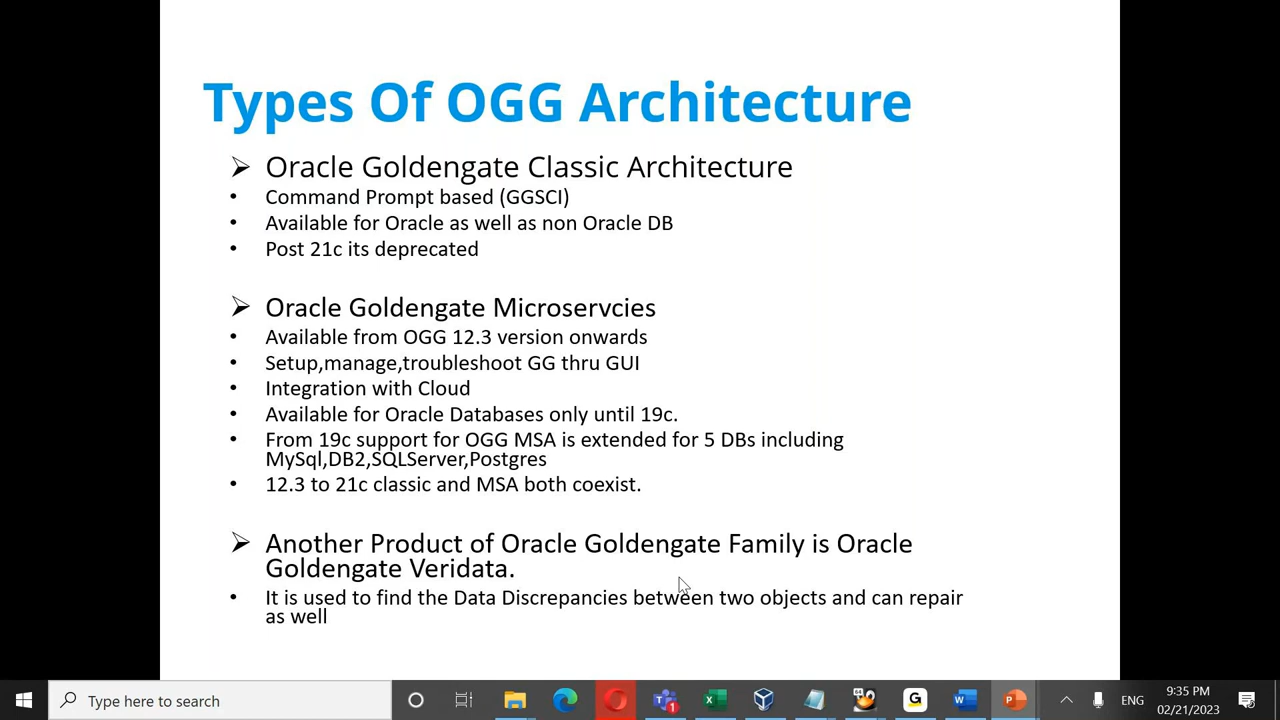 Types Of OGG Architecture
➢ Oracle Goldengate Classic Architecture
• Command Prompt based (GGSCI)
• Available for Oracle as well as non Oracle DB
• Post 21c its deprecated
➢ Oracle Goldengate Microservcies
• Available from OGG 12.3 version onwards
• Setup,manage,troubleshoot GG thru GUI
• Integration with Cloud
• Available for Oracle Databases only until 19c.
• From 19c support for OGG MSA is extended for 5 DBs including
MySql,DB2,SQLServer,Postgres
• 12.3 to 21c classic and MSA both coexist.
➢ Another Product of Oracle Goldengate Family is Oracle
Goldengate Veridata.
• It is used to find the Data Discrepancies between two objects and can repair
as well
Type here to search
ENG
9:35 PM
02/21/2023